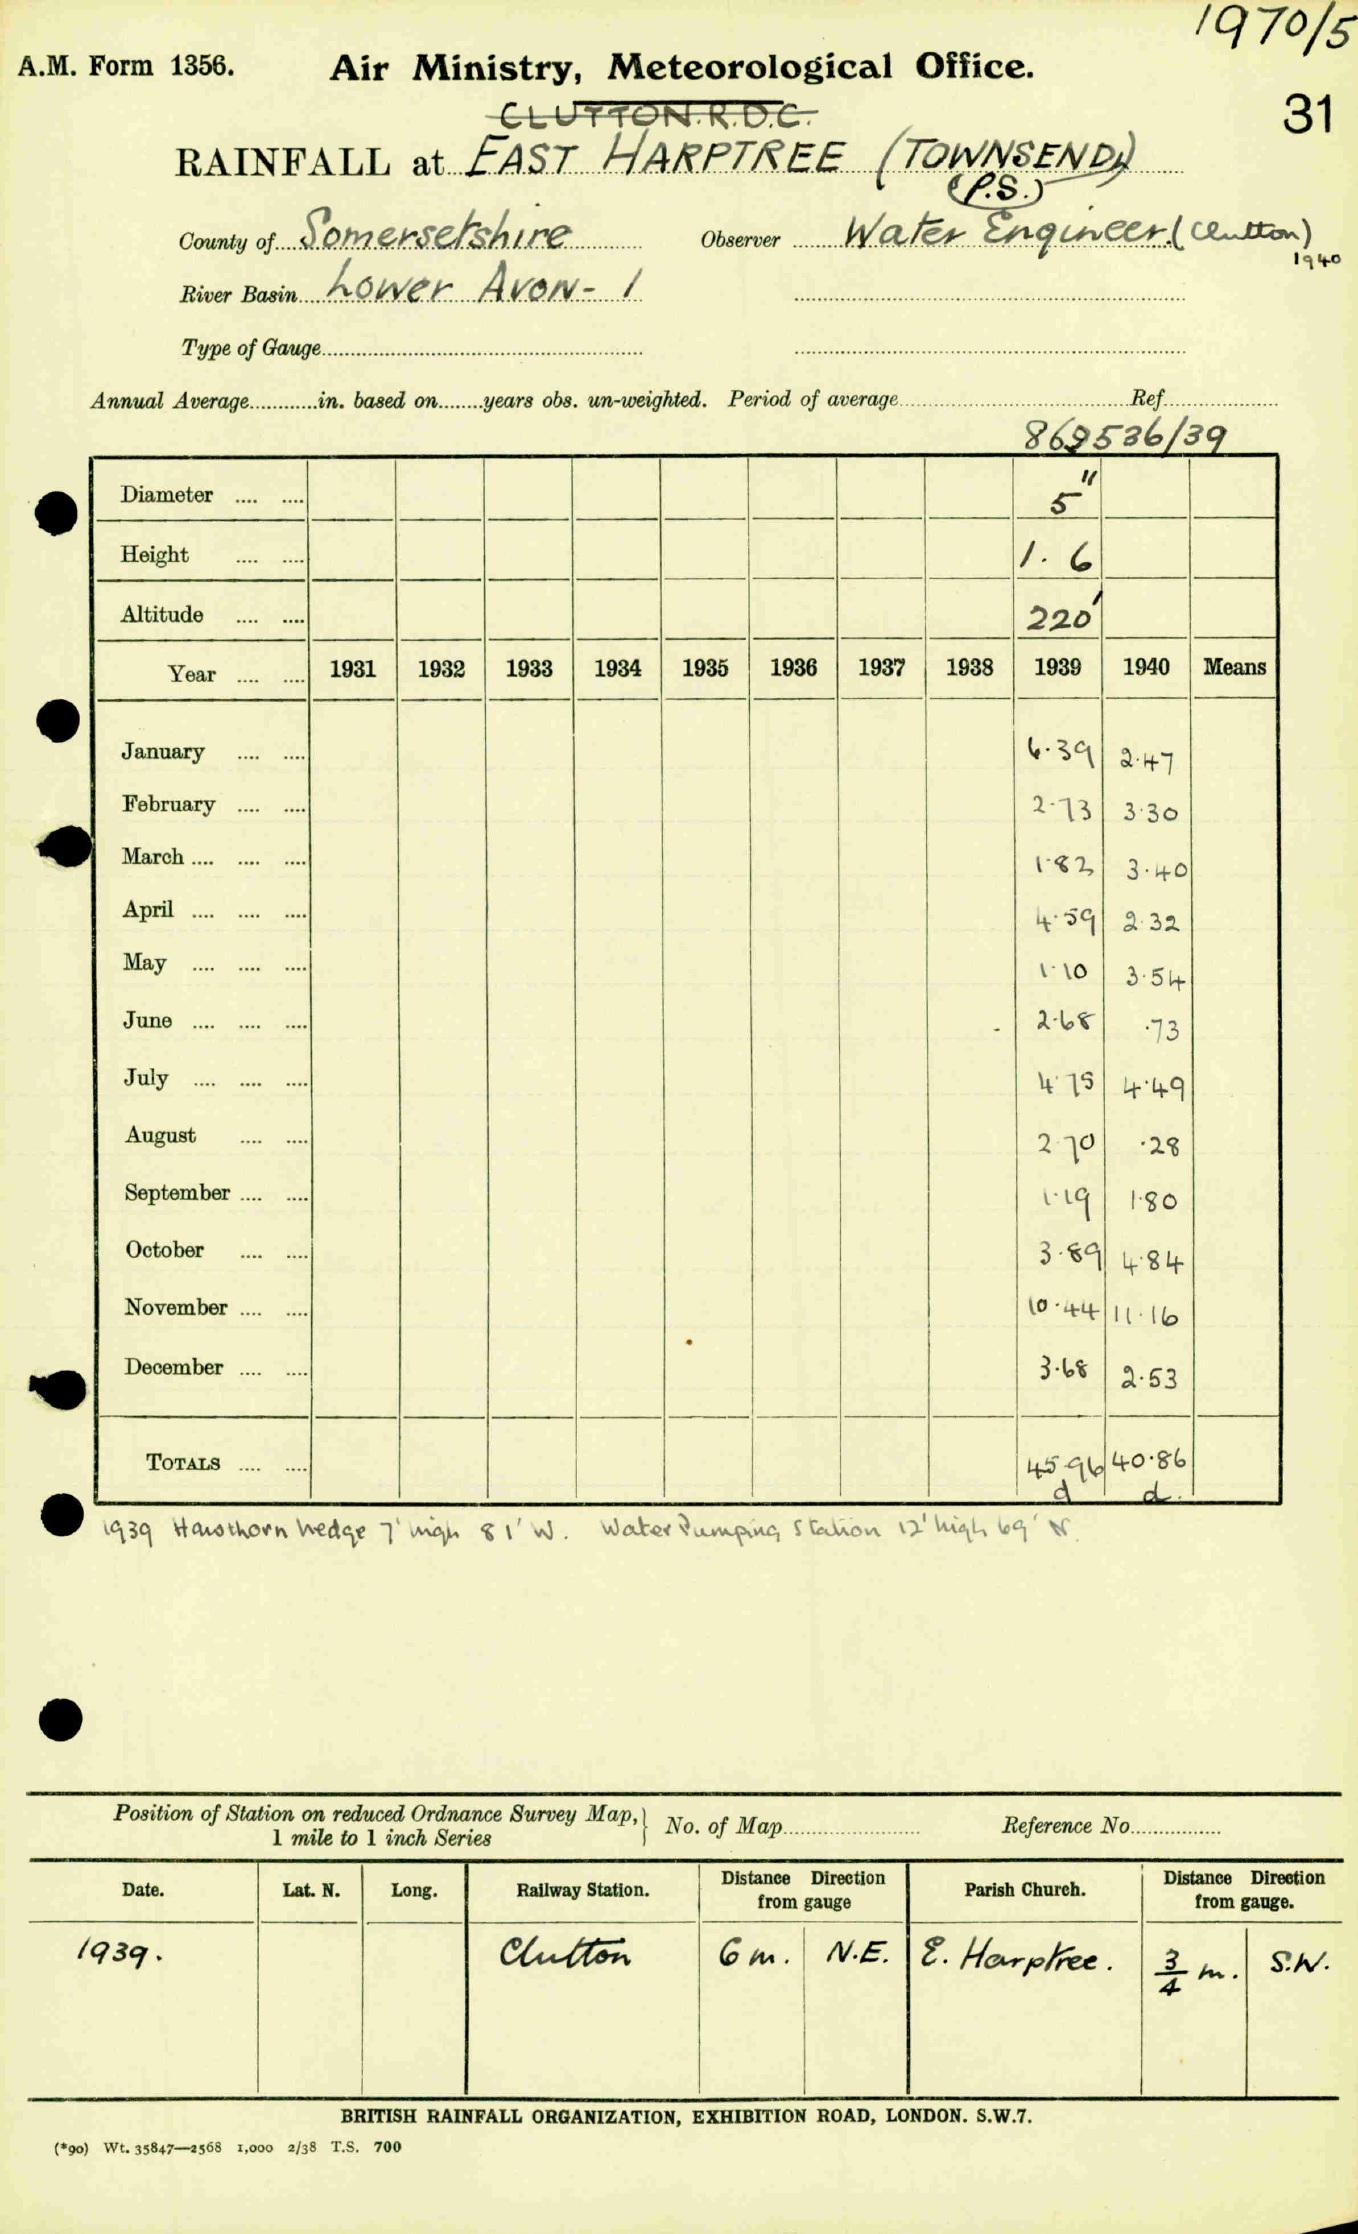 1970/5
A.M. Form 1356. Air Ministry, Meteorological Office.
CLUTTON. R.D.C.
31
RAINFALL at EAST HARPTREE (TOWNSEND)
(P.S.)
County of Somersetshire Observer Water Engineer. (Clutton)
1940
River Basin Lower Avon - 1
Type of Gauge
Annual Average in. based on years obs. un-weighted. Period of average Ref.
536/39
Diameter .... .... 5"
Height .... .... 1. 6
Altitude .... .... 220'
Year .... .... 1931 1932 1933 1934 1935 1936 1937 1938 1939 1940 Means
January .... .... 6.39 2.47
February .... .... 2.73 3.30
March .... .... .... 1.82 3.40
April .... .... .... 4.59 2.32
May .... .... .... 1.10 3.54
June .... .... .... 2.68 .73
July .... .... .... 4.75 4.49
August .... .... 2.70 .28
September .... .... 1.19 1.80
October .... .... 3.89 4.84
November .... .... 10.44 11.16
December .... .... 3.68 2.53
TOTALS .... .... 45.96 40.86
d d.
1939 Hawthorn hedge 7' high 81' W. Water Pumping Station 12' high 69' N.
Position of Station on reduced Ordnance Survey Map, } No. of Map Reference No.
1 mile to 1 inch Series
Date. Lat. N. Long. Railway Station. Distance Direction from gauge Parish Church. Distance Direction from gauge.
1939. Clutton 6 m. N.E. E. Harptree. 3/4 m. S.W.
BRITISH RAINFALL ORGANIZATION, EXHIBITION ROAD, LONDON. S.W.7.
(*90) Wt. 35847—2568 1,000 2/38 T.S. 700